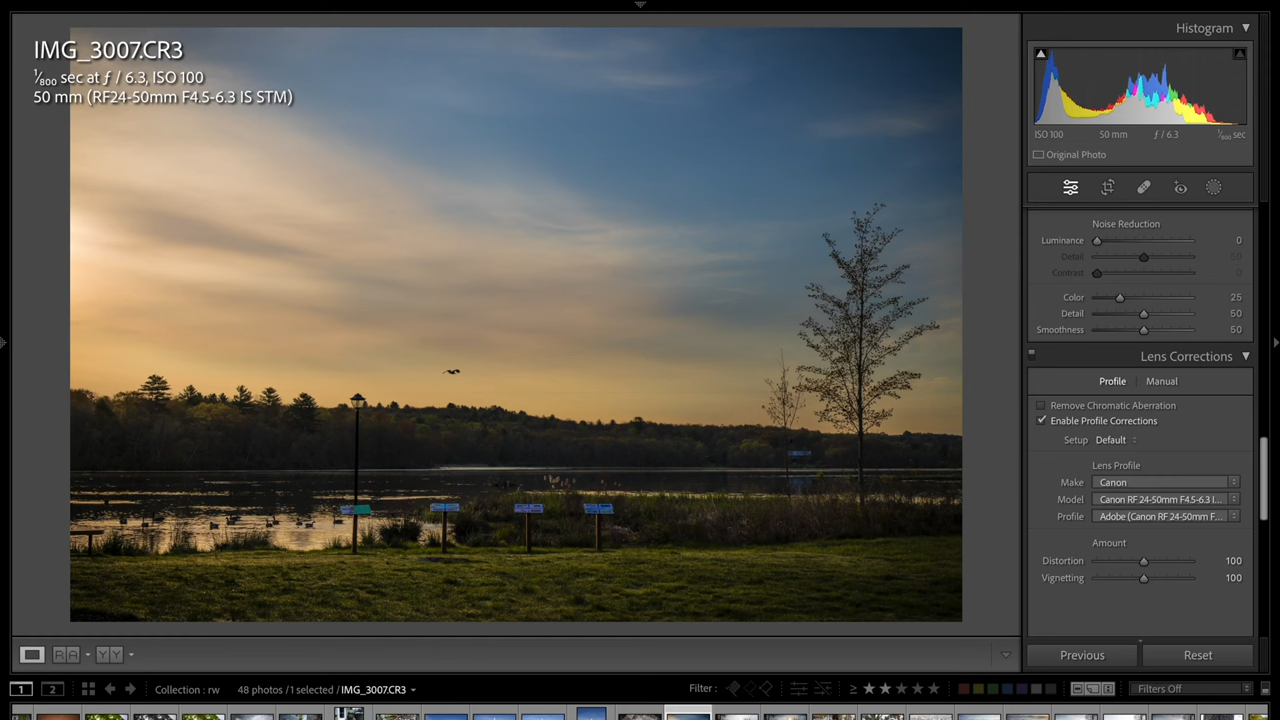 IMG_3007.CR3
1/800 sec at ƒ / 6.3, ISO 100
50 mm (RF24-50mm F4.5-6.3 IS STM)
Histogram
ISO 100 50 mm ƒ / 6.3 1/800 sec
Original Photo
Noise Reduction
Luminance 0
Detail 50
Contrast 0
Color 25
Detail 50
Smoothness 50
Lens Corrections
Profile | Manual
Remove Chromatic Aberration
Enable Profile Corrections
Setup Default
Lens Profile
Make Canon
Model Canon RF 24-50mm F4.5-6.3 I...
Profile Adobe (Canon RF 24-50mm F...
Amount
Distortion 100
Vignetting 100
R A Y Y
Previous Reset
1 2 Collection : rw 48 photos / 1 selected / IMG_3007.CR3 Filter : ≥ ★ ★ ★ ★ ★ Filters Off